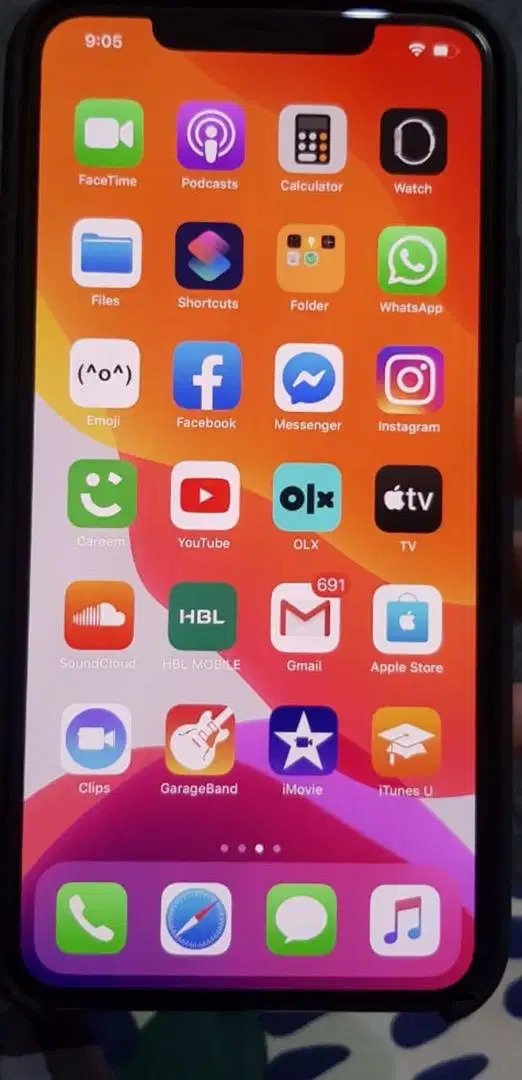 9:05
FaceTime Podcasts Calculator Watch
Files Shortcuts Folder WhatsApp
(^o^)
Emoji Facebook Messenger Instagram
olx tv
Careem YouTube OLX TV
HBL 691
SoundCloud HBL MOBILE Gmail Apple Store
Clips GarageBand iMovie iTunes U